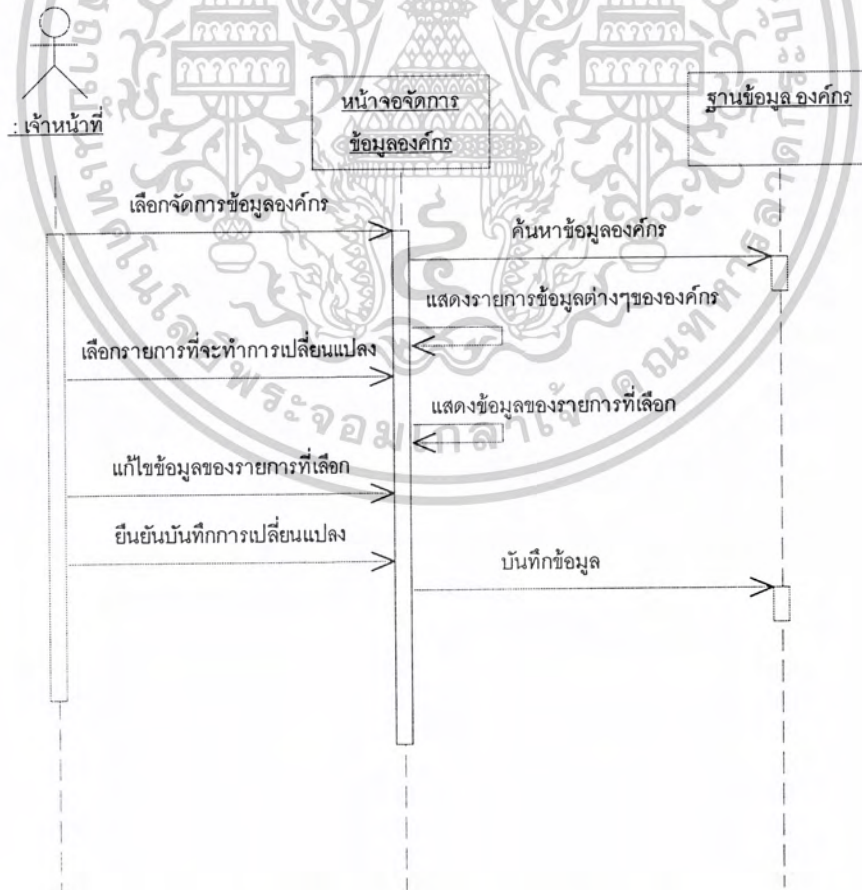 : เจ้าหน้าที่
หน้าจอจัดการ
ข้อมูลองค์กร
ฐานข้อมูล องค์กร
เลือกจัดการข้อมูลองค์กร
ค้นหาข้อมูลองค์กร
แสดงรายการข้อมูลต่างๆขององค์กร
เลือกรายการที่จะทำการเปลี่ยนแปลง
แสดงข้อมูลของรายการที่เลือก
แก้ไขข้อมูลของรายการที่เลือก
ยืนยันบันทึกการเปลี่ยนแปลง
บันทึกข้อมูล